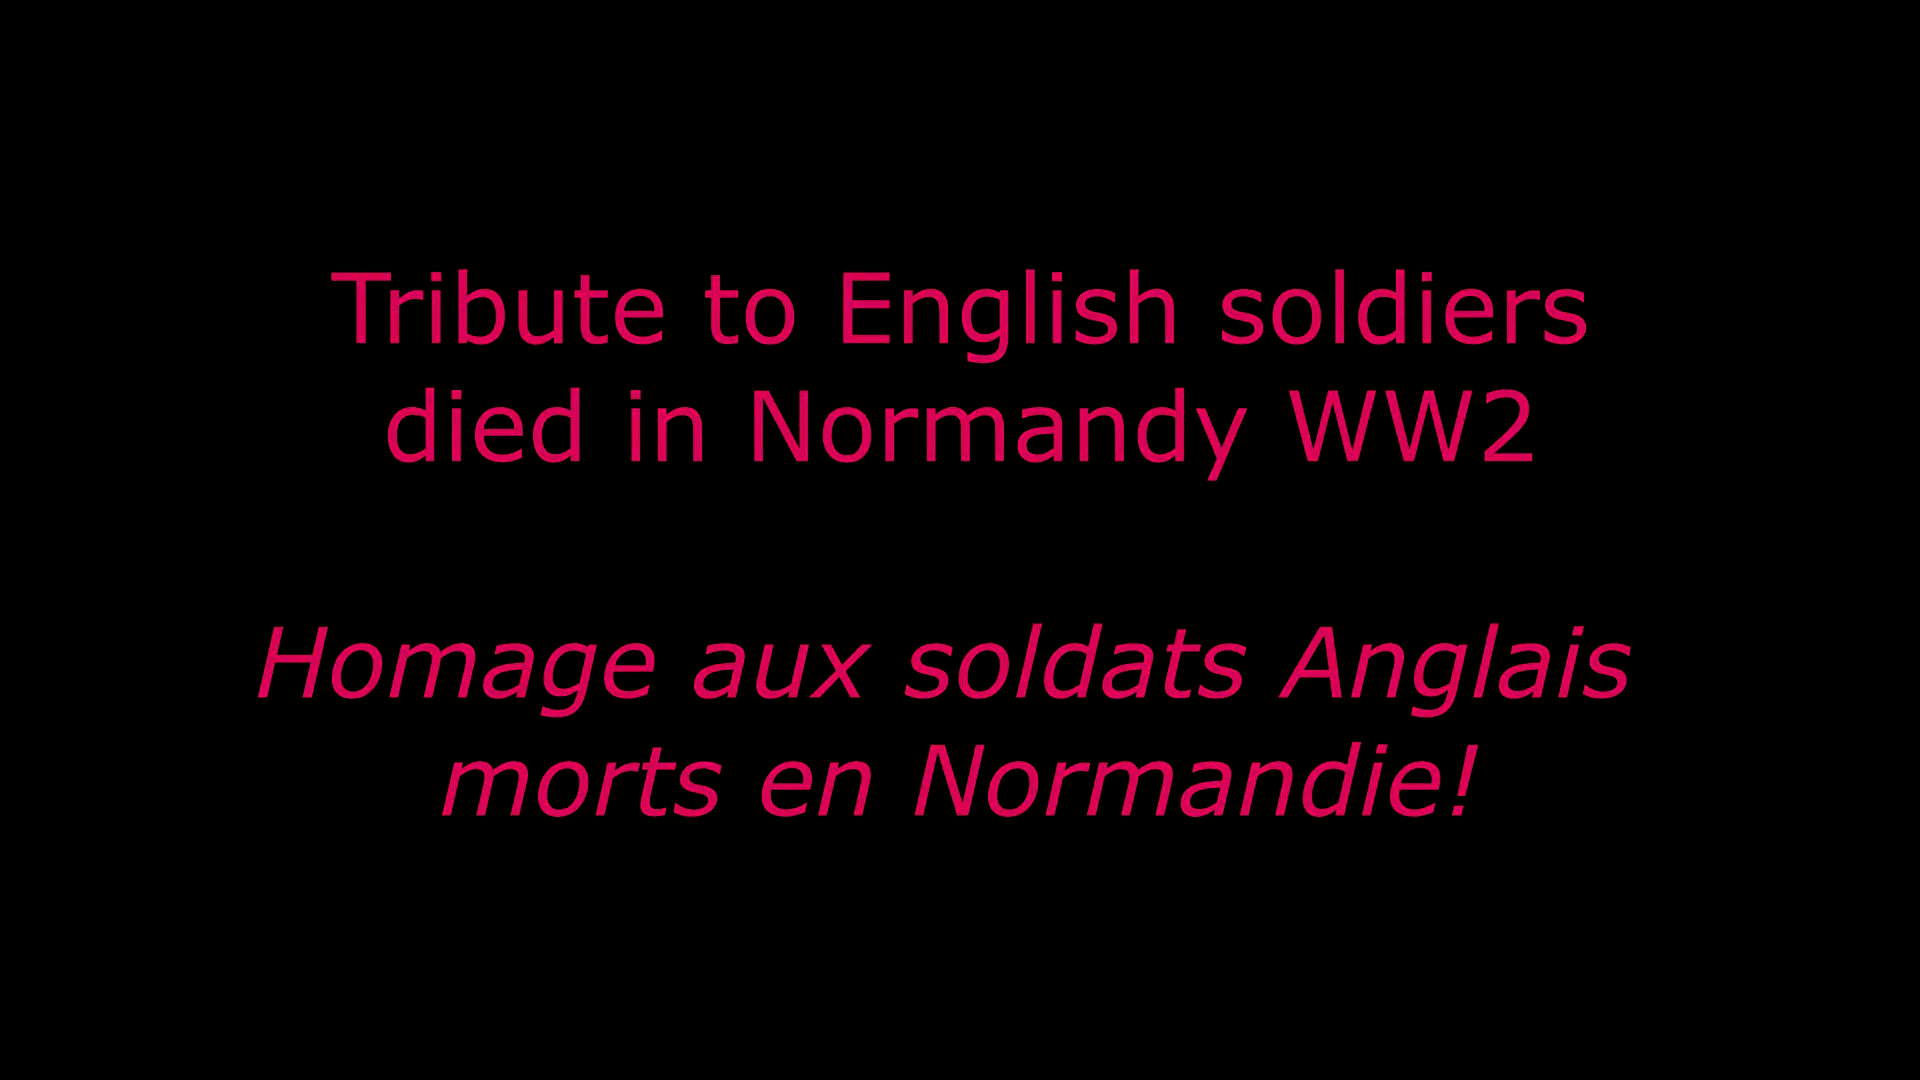 Tribute to English soldiers
died in Normandy WW2
Homage aux soldats Anglais
morts en Normandie!